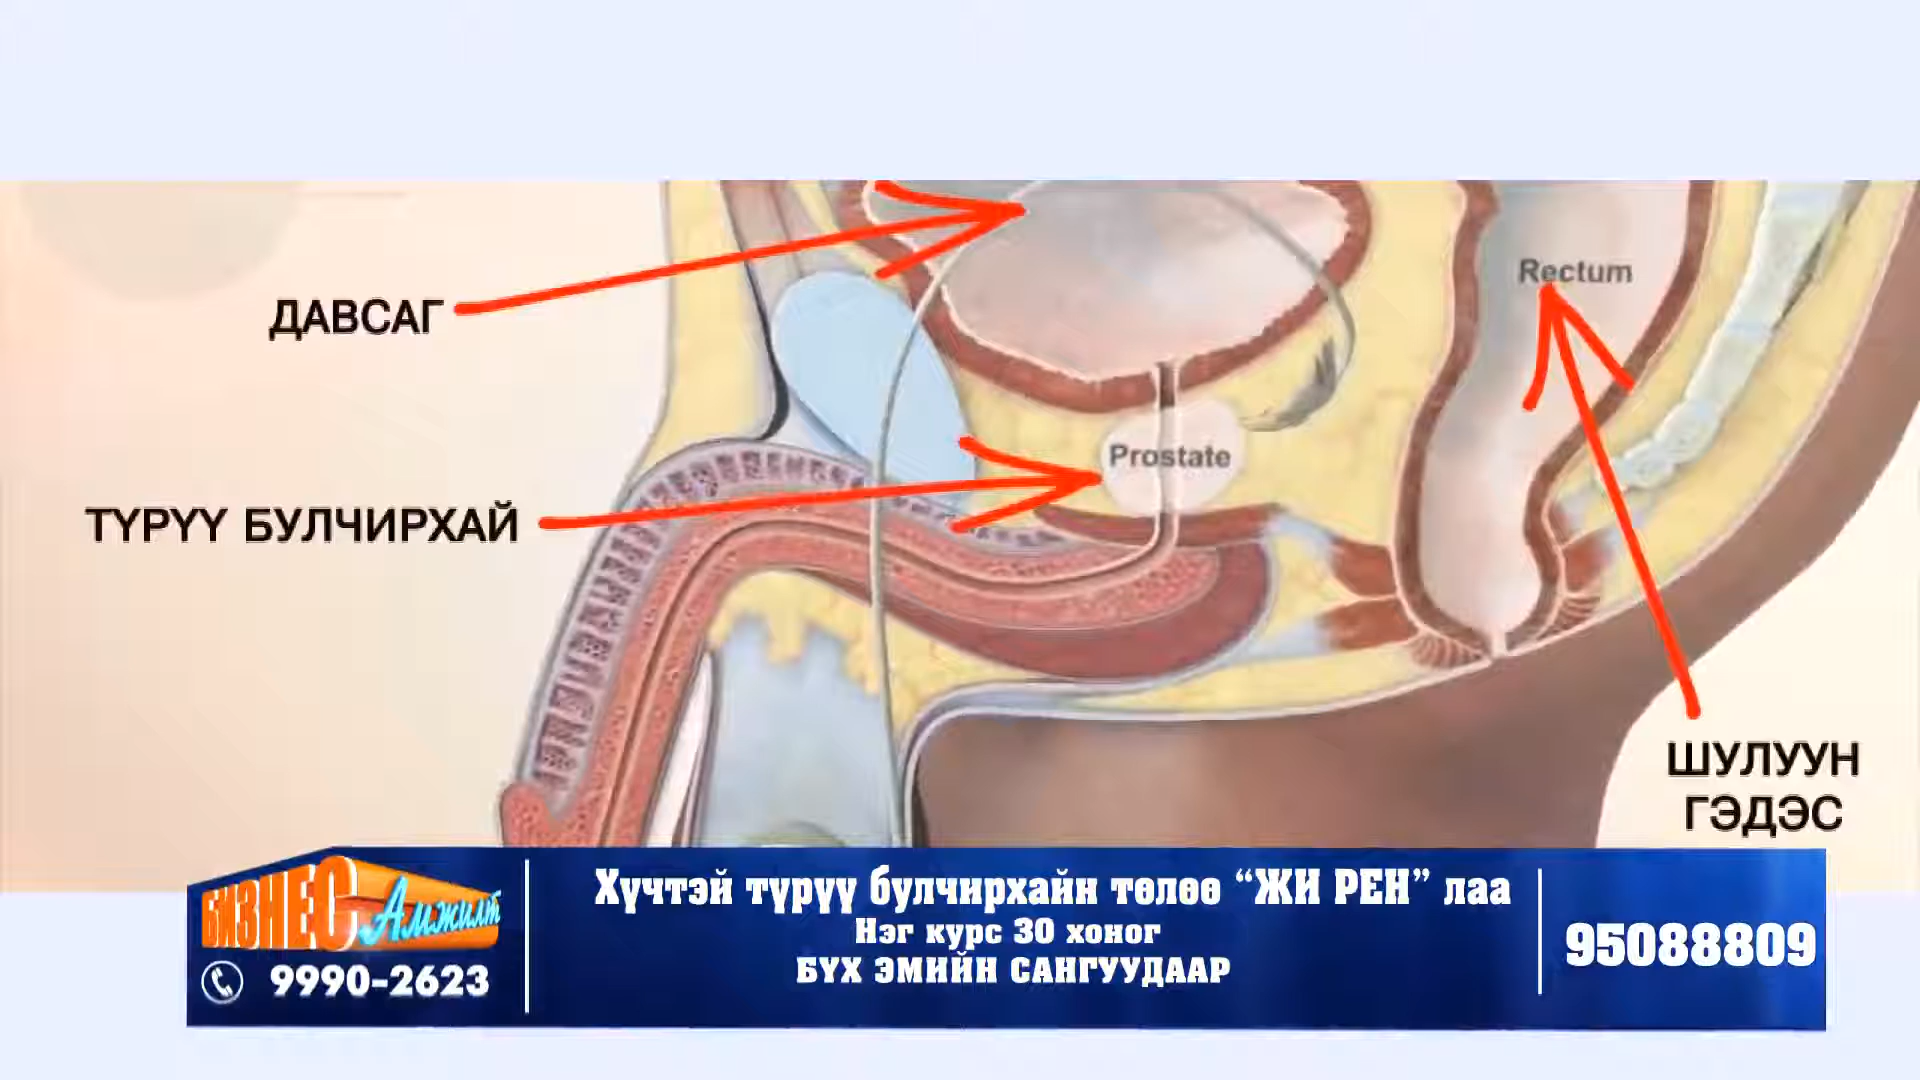 Rectum
ДАВСАГ
Prostate
ТҮРҮҮ БУЛЧИРХАЙ
ШУЛУУН
ГЭДЭС
БИЗНЕС Амжилт
9990-2623
Хүчтэй түрүү булчирхайн төлөө “ЖИ РЕН” лаа
Нэг курс 30 хоног
БҮХ ЭМИЙН САНГУУДААР
95088809